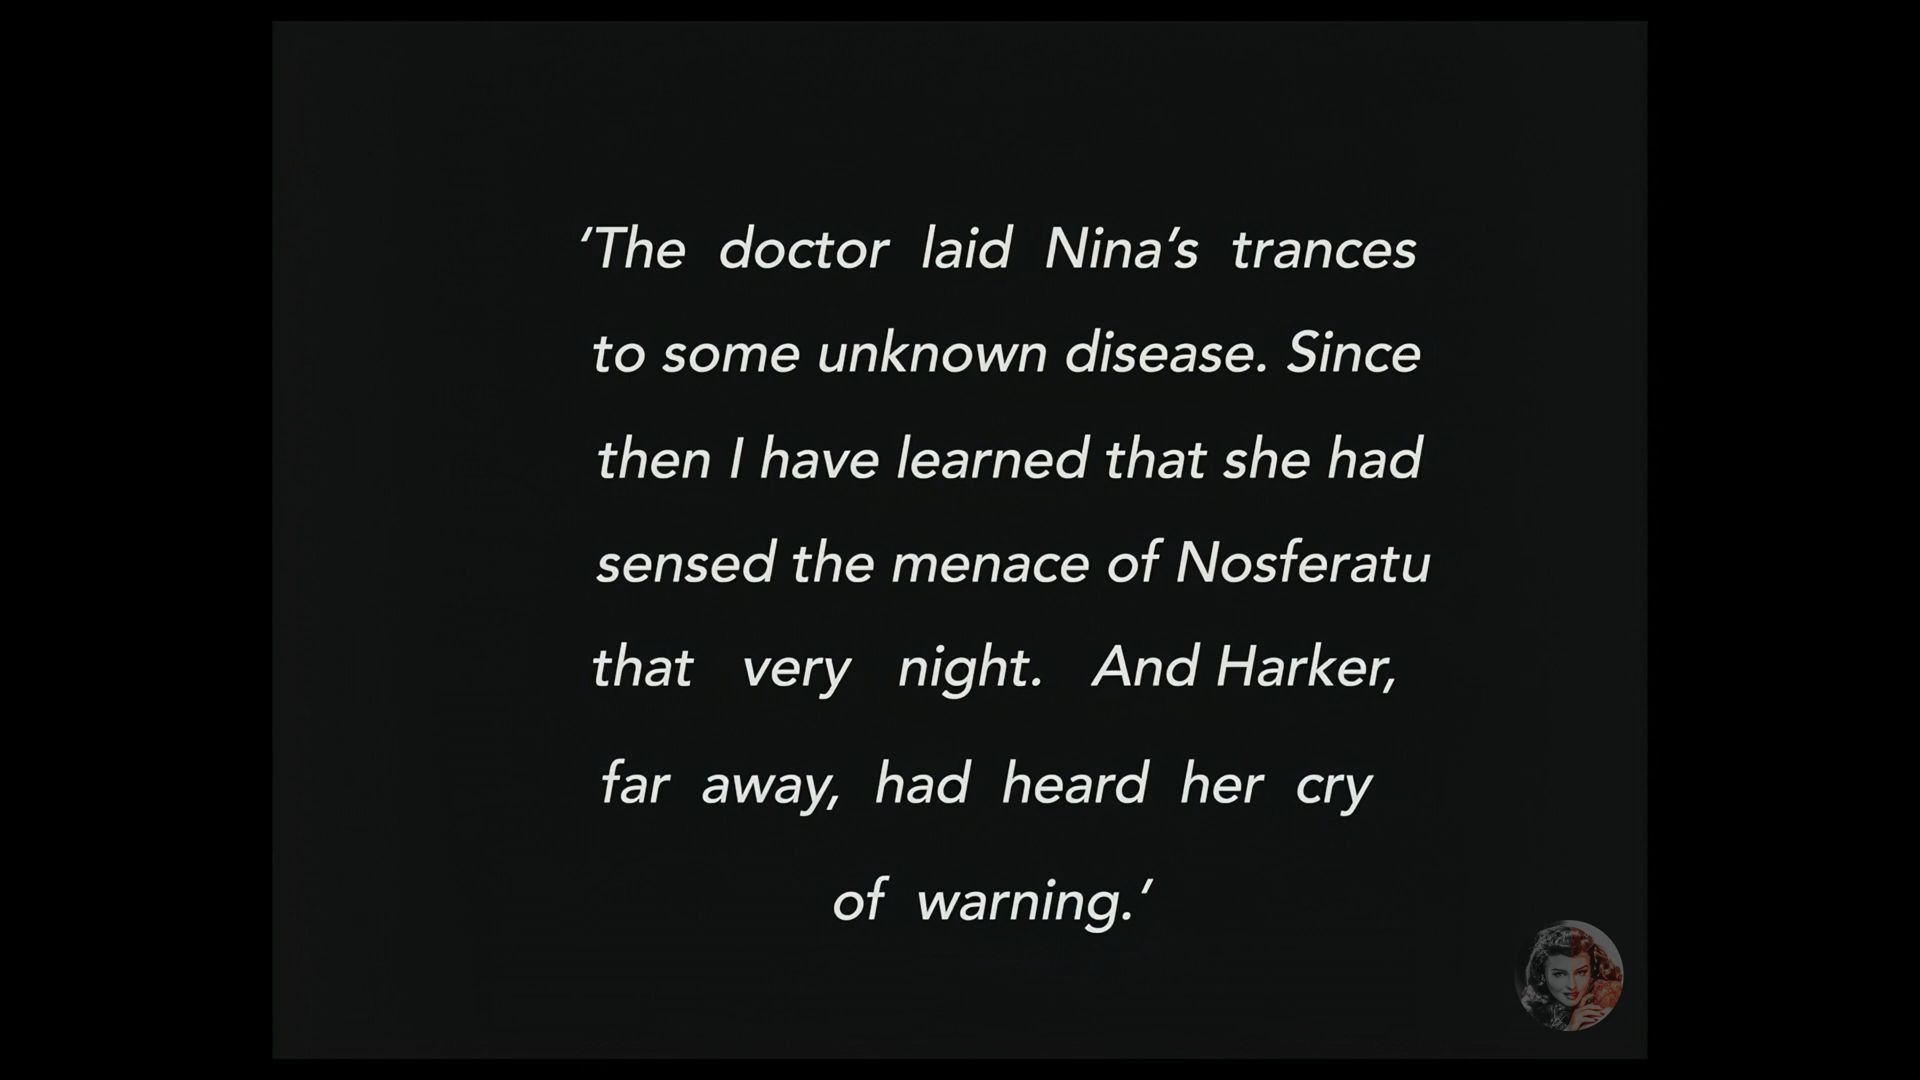 ‘The doctor laid Nina’s trances
to some unknown disease. Since
then I have learned that she had
sensed the menace of Nosferatu
that very night. And Harker,
far away, had heard her cry
of warning.’